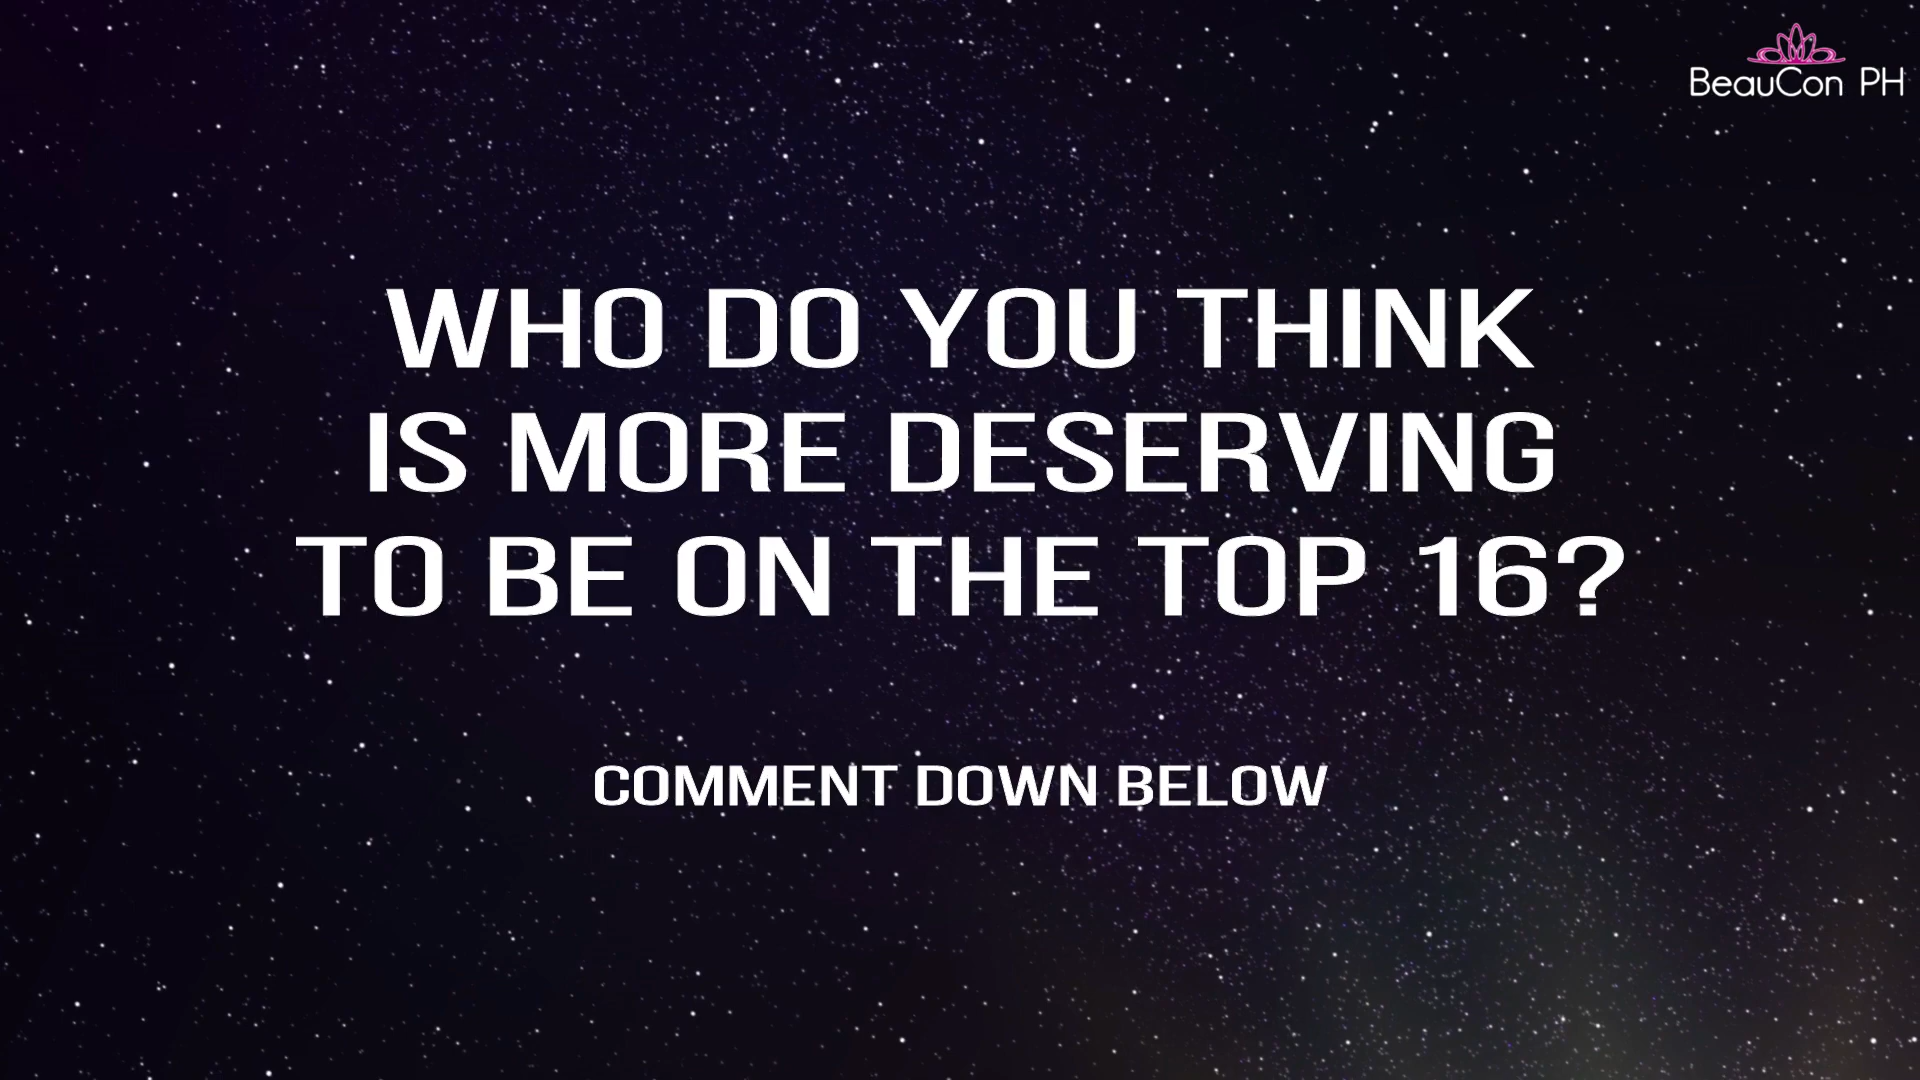 BeauCon PH
WHO DO YOU THINK
IS MORE DESERVING
TO BE ON THE TOP 16?
COMMENT DOWN BELOW